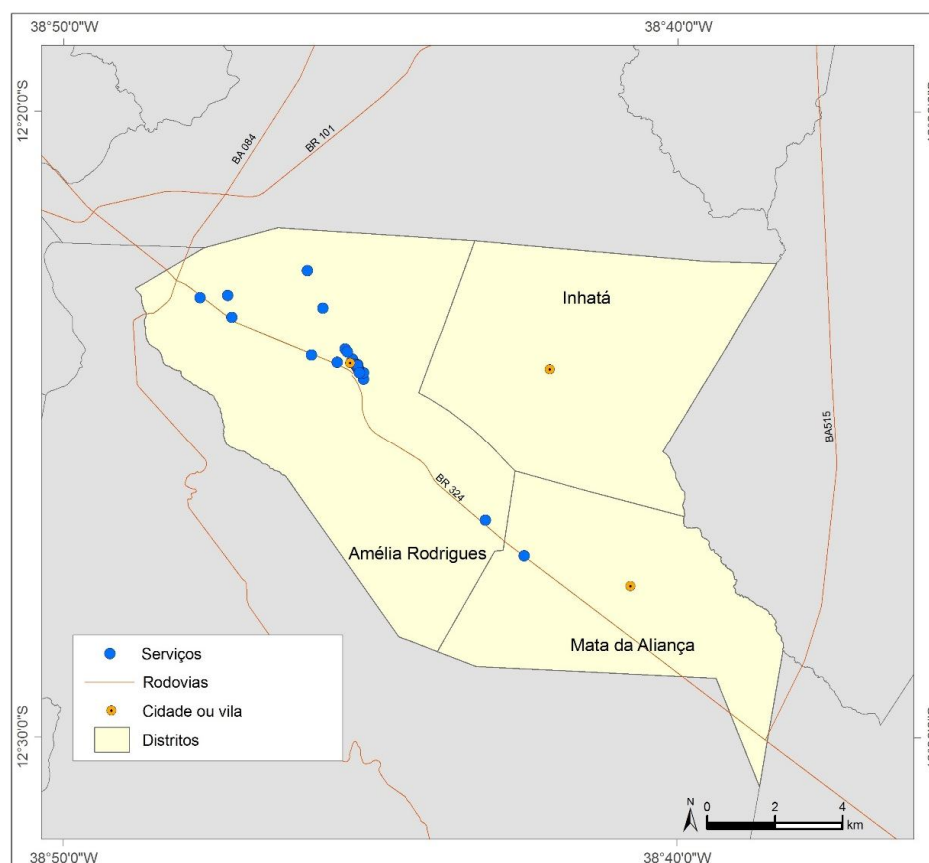 38°50'0"W
38°40'0"W
12°20'0"S
BA 084
BR 101
Inhatá
BA515
BR 324
Amélia Rodrigues
Mata da Aliança
Serviços
Rodovias
Cidade ou vila
Distritos
12°30'0"S
N
0 2 4
km
38°50'0"W
38°40'0"W